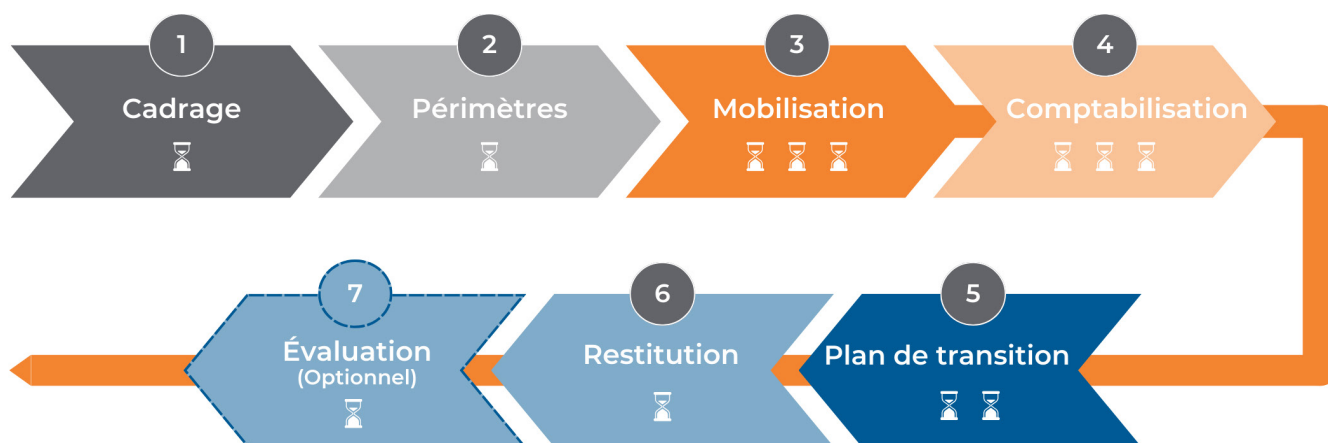 1
Cadrage
2
Périmètres
3
Mobilisation
4
Comptabilisation
5
Plan de transition
6
Restitution
7
Évaluation
(Optionnel)